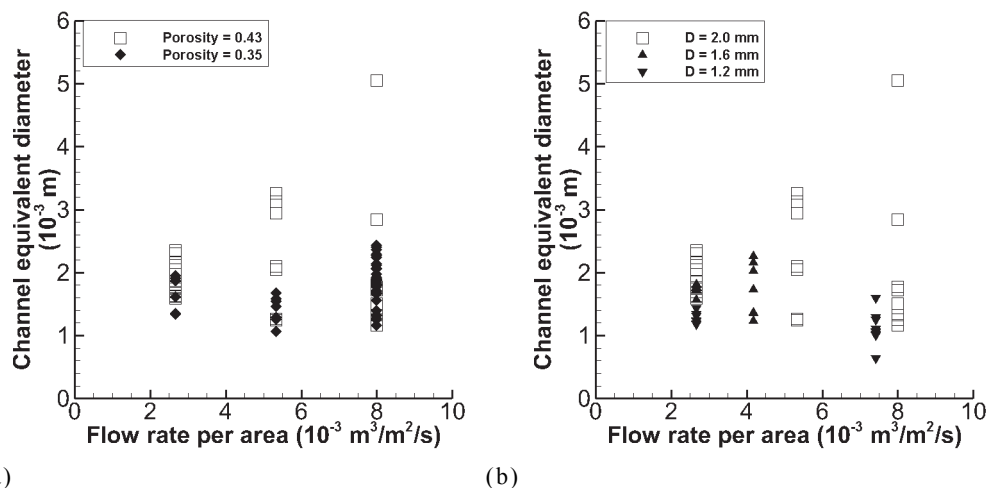 6
5
4
3
2
1
0
Channel equivalent diameter
(10⁻³ m)
Porosity = 0.43
Porosity = 0.35
0 2 4 6 8 10
Flow rate per area (10⁻³ m³/m²/s)
)
6
5
4
3
2
1
0
Channel equivalent diameter
(10⁻³ m)
D = 2.0 mm
D = 1.6 mm
D = 1.2 mm
0 2 4 6 8 10
Flow rate per area (10⁻³ m³/m²/s)
(b)